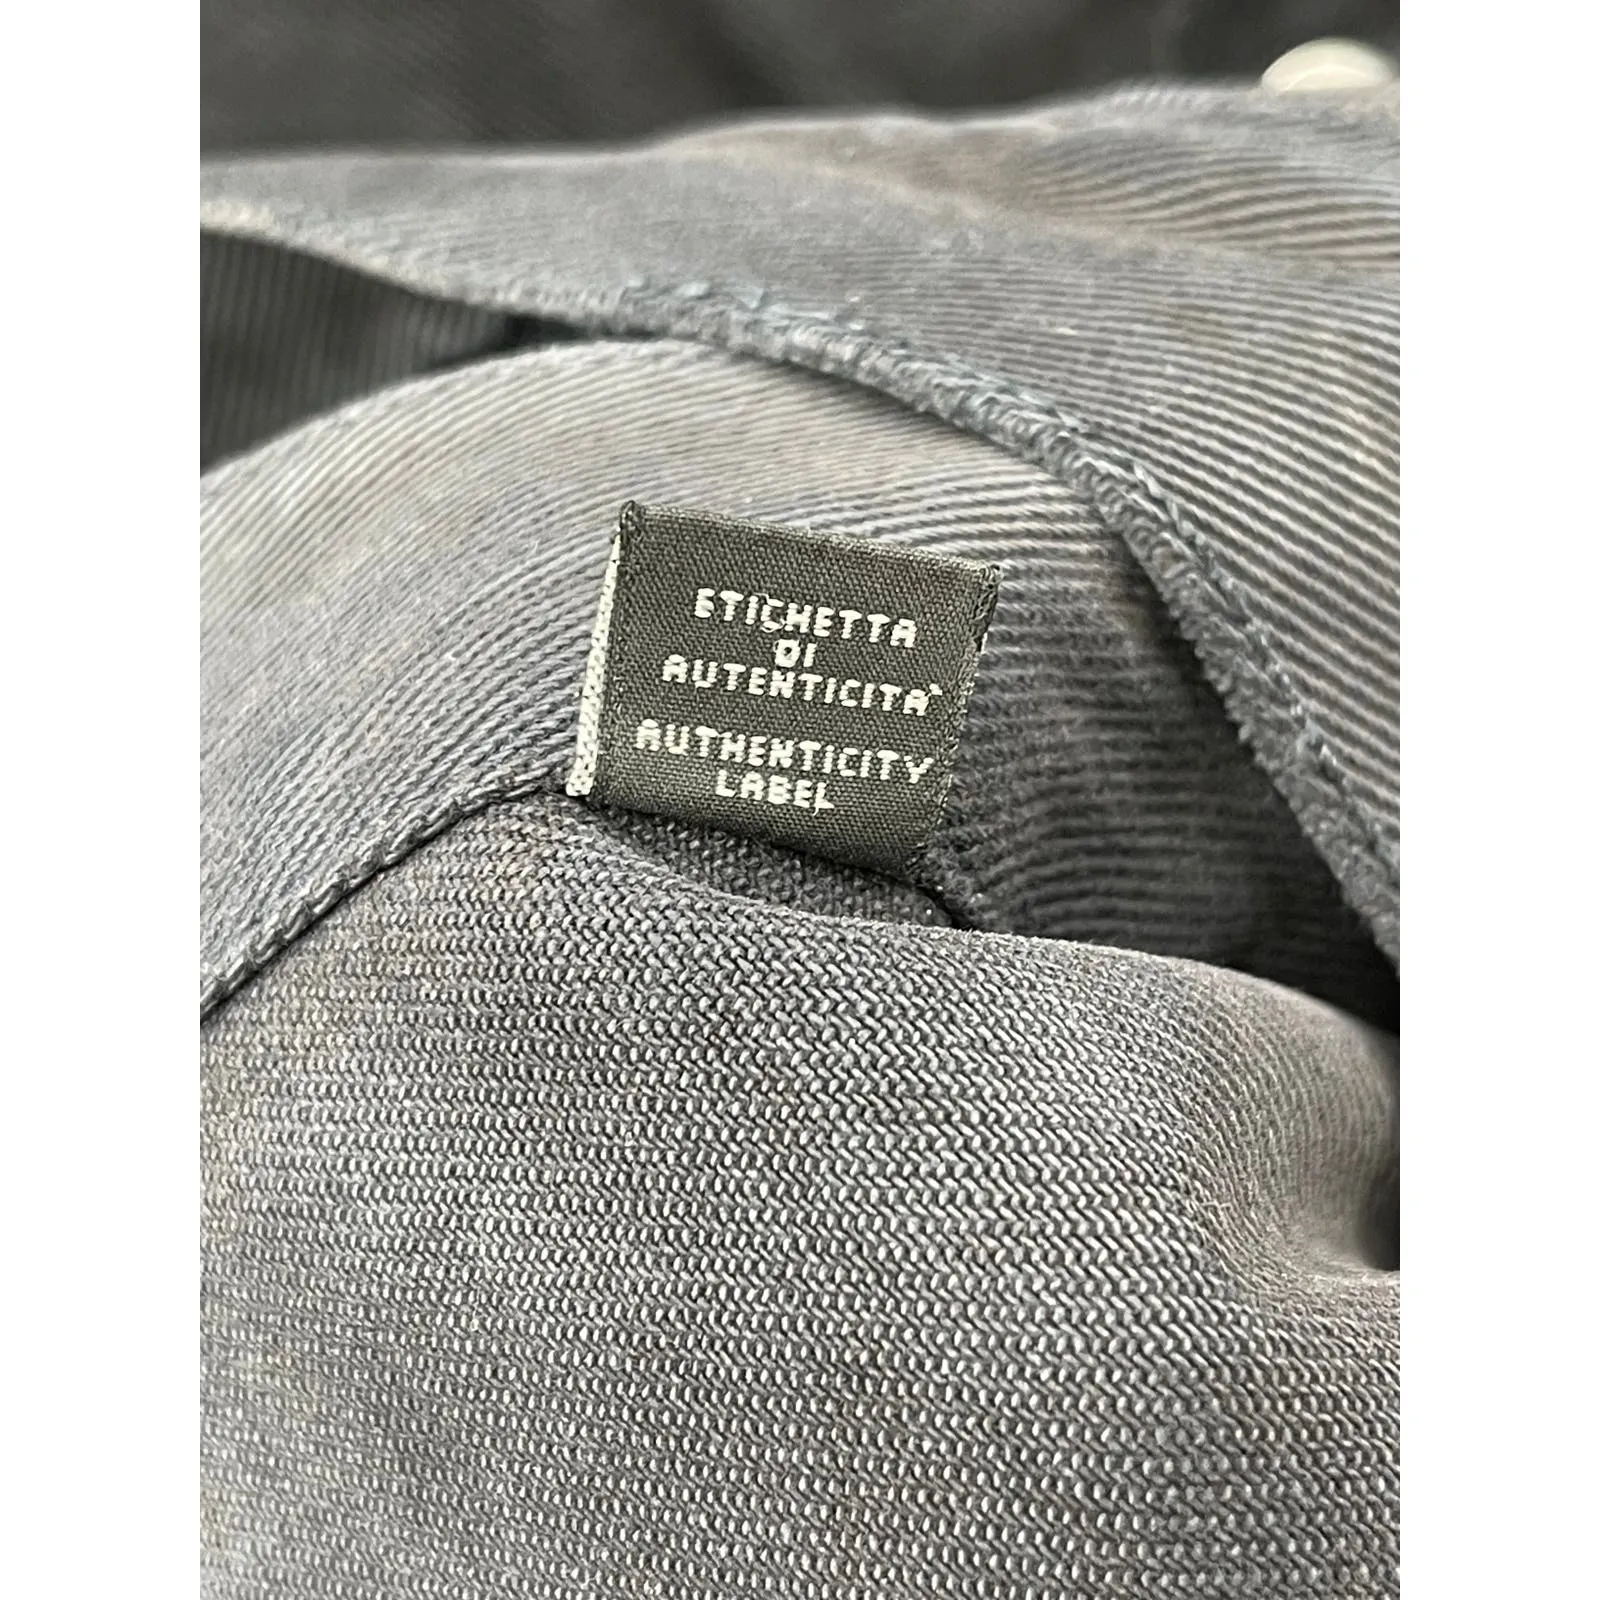 ETICHETTA
DI
AUTENTICITA'
AUTHENTICITY
LABEL